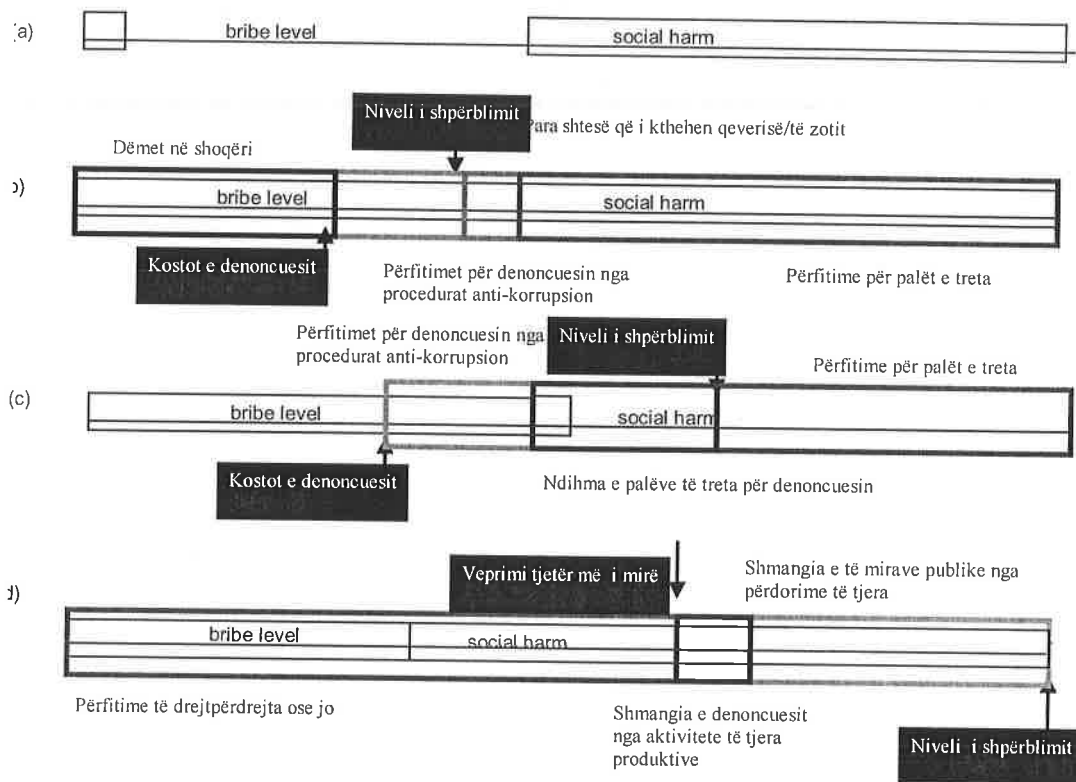 (a)
bribe level
social harm
Niveli i shpërblimit
Para shtesë që i kthehen qeverisë/të zotit
Dëmet në shoqëri
b)
bribe level
social harm
Kostot e denoncuesit
Përfitimet për denoncuesin nga
procedurat anti-korrupsion
Përfitime për palët e treta
Përfitimet për denoncuesin nga
procedurat anti-korrupsion
Niveli i shpërblimit
Përfitime për palët e treta
(c)
bribe level
social harm
Kostot e denoncuesit
Ndihma e palëve të treta për denoncuesin
Veprimi tjetër më i mirë
Shmangia e të mirave publike nga
përdorime të tjera
d)
bribe level
social harm
Përfitime të drejtpërdrejta ose jo
Shmangia e denoncuesit
nga aktivitete të tjera
produktive
Niveli i shpërblimit